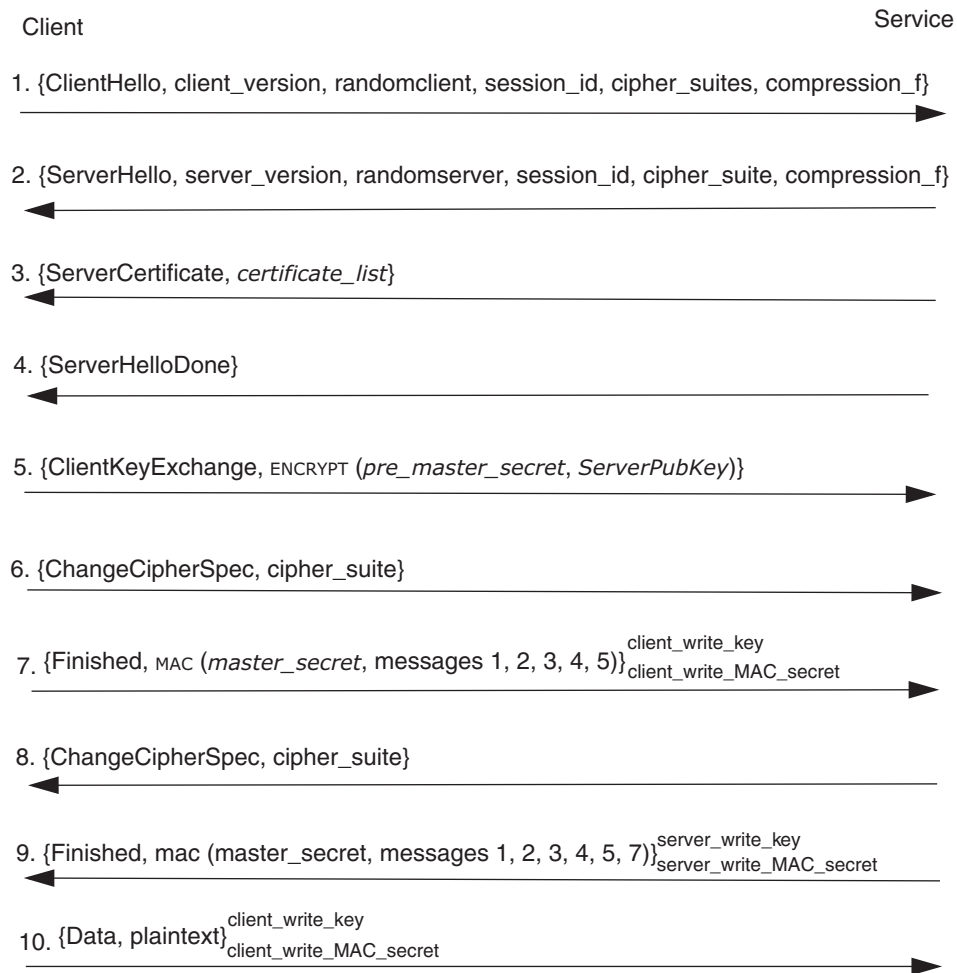 Client
Service
1. {ClientHello, client_version, randomclient, session_id, cipher_suites, compression_f}
2. {ServerHello, server_version, randomserver, session_id, cipher_suite, compression_f}
3. {ServerCertificate, certificate_list}
4. {ServerHelloDone}
5. {ClientKeyExchange, ENCRYPT (pre_master_secret, ServerPubKey)}
6. {ChangeCipherSpec, cipher_suite}
7. {Finished, MAC (master_secret, messages 1, 2, 3, 4, 5)} client_write_key
client_write_MAC_secret
8. {ChangeCipherSpec, cipher_suite}
9. {Finished, mac (master_secret, messages 1, 2, 3, 4, 5, 7)} server_write_key
server_write_MAC_secret
10. {Data, plaintext} client_write_key
client_write_MAC_secret